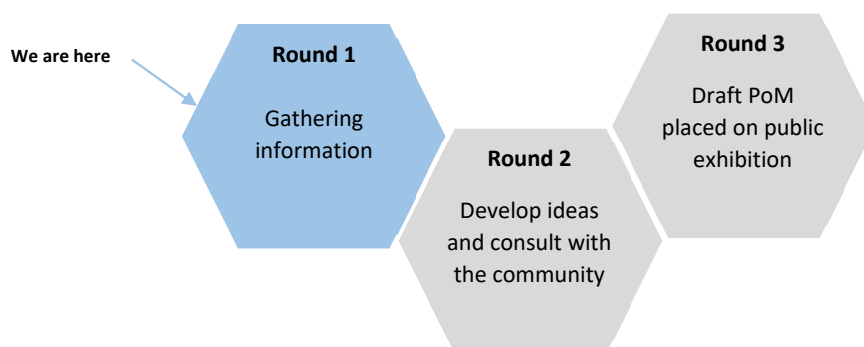 We are here
Round 1
Gathering
information
Round 2
Develop ideas
and consult with
the community
Round 3
Draft PoM
placed on public
exhibition